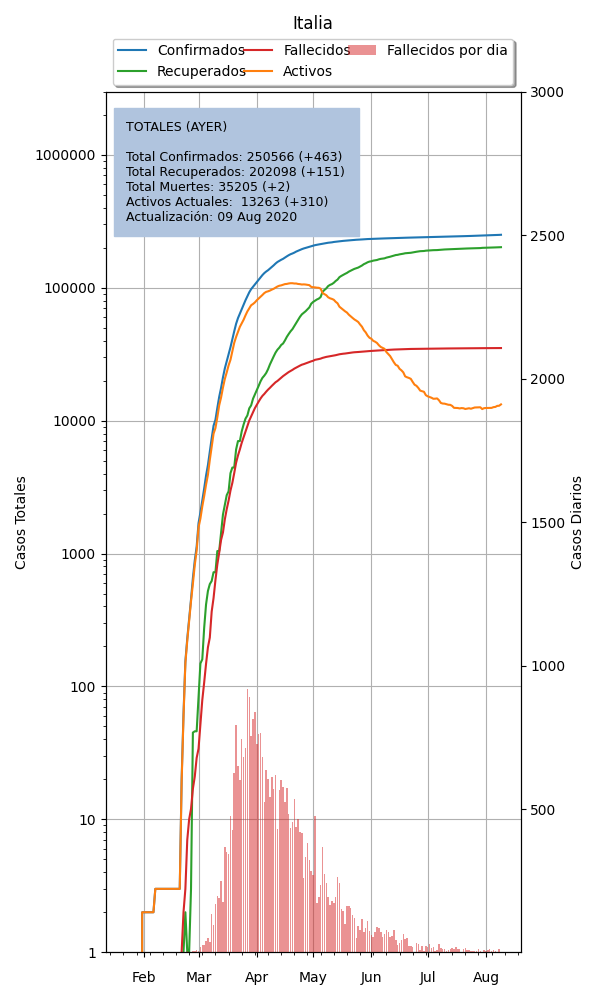 Italia
Confirmados Fallecidos Fallecidos por dia
Recuperados Activos
TOTALES (AYER)
Total Confirmados: 250566 (+463)
Total Recuperados: 202098 (+151)
Total Muertes: 35205 (+2)
Activos Actuales:  13263 (+310)
Actualización: 09 Aug 2020
Casos Totales
1000000
100000
10000
1000
100
10
1
3000
2500
2000
1500
1000
500
Casos Diarios
Feb Mar Apr May Jun Jul Aug